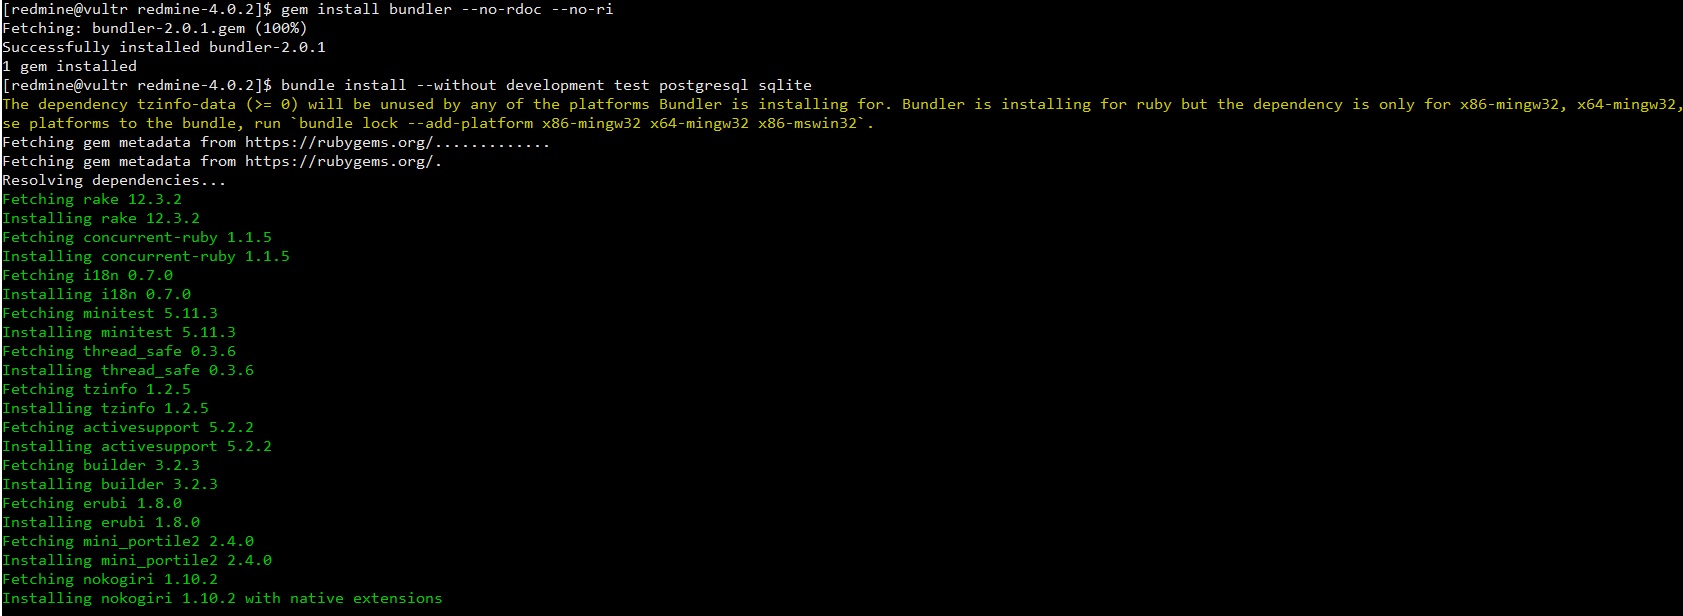 [redmine@vultr redmine-4.0.2]$ gem install bundler --no-rdoc --no-ri
Fetching: bundler-2.0.1.gem (100%)
Successfully installed bundler-2.0.1
1 gem installed
[redmine@vultr redmine-4.0.2]$ bundle install --without development test postgresql sqlite
The dependency tzinfo-data (>= 0) will be unused by any of the platforms Bundler is installing for. Bundler is installing for ruby but the dependency is only for x86-mingw32, x64-mingw32,
se platforms to the bundle, run `bundle lock --add-platform x86-mingw32 x64-mingw32 x86-mswin32`.
Fetching gem metadata from https://rubygems.org/.............
Fetching gem metadata from https://rubygems.org/.
Resolving dependencies...
Fetching rake 12.3.2
Installing rake 12.3.2
Fetching concurrent-ruby 1.1.5
Installing concurrent-ruby 1.1.5
Fetching i18n 0.7.0
Installing i18n 0.7.0
Fetching minitest 5.11.3
Installing minitest 5.11.3
Fetching thread_safe 0.3.6
Installing thread_safe 0.3.6
Fetching tzinfo 1.2.5
Installing tzinfo 1.2.5
Fetching activesupport 5.2.2
Installing activesupport 5.2.2
Fetching builder 3.2.3
Installing builder 3.2.3
Fetching erubi 1.8.0
Installing erubi 1.8.0
Fetching mini_portile2 2.4.0
Installing mini_portile2 2.4.0
Fetching nokogiri 1.10.2
Installing nokogiri 1.10.2 with native extensions